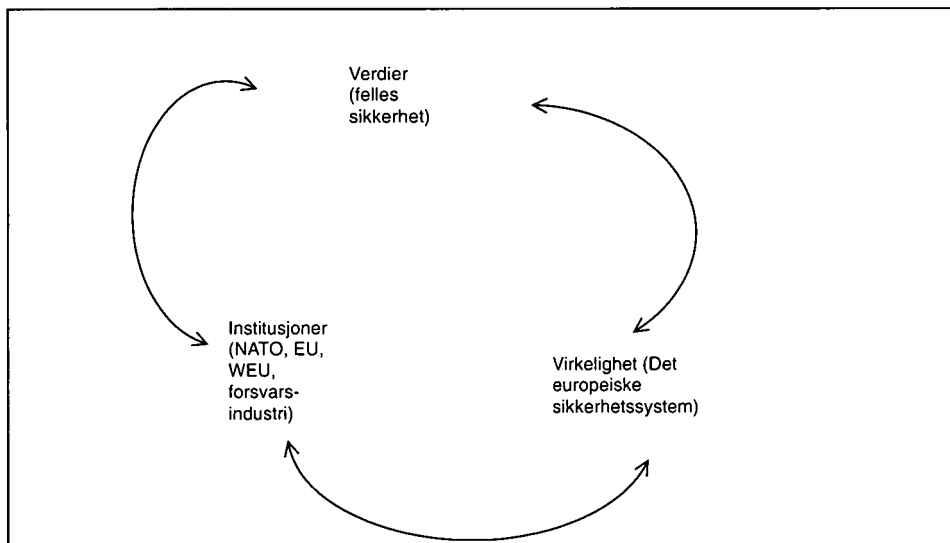 Verdier
(felles
sikkerhet)
Institusjoner
(NATO, EU,
WEU,
forsvars-
industri)
Virkelighet (Det
europeiske
sikkerhetssystem)